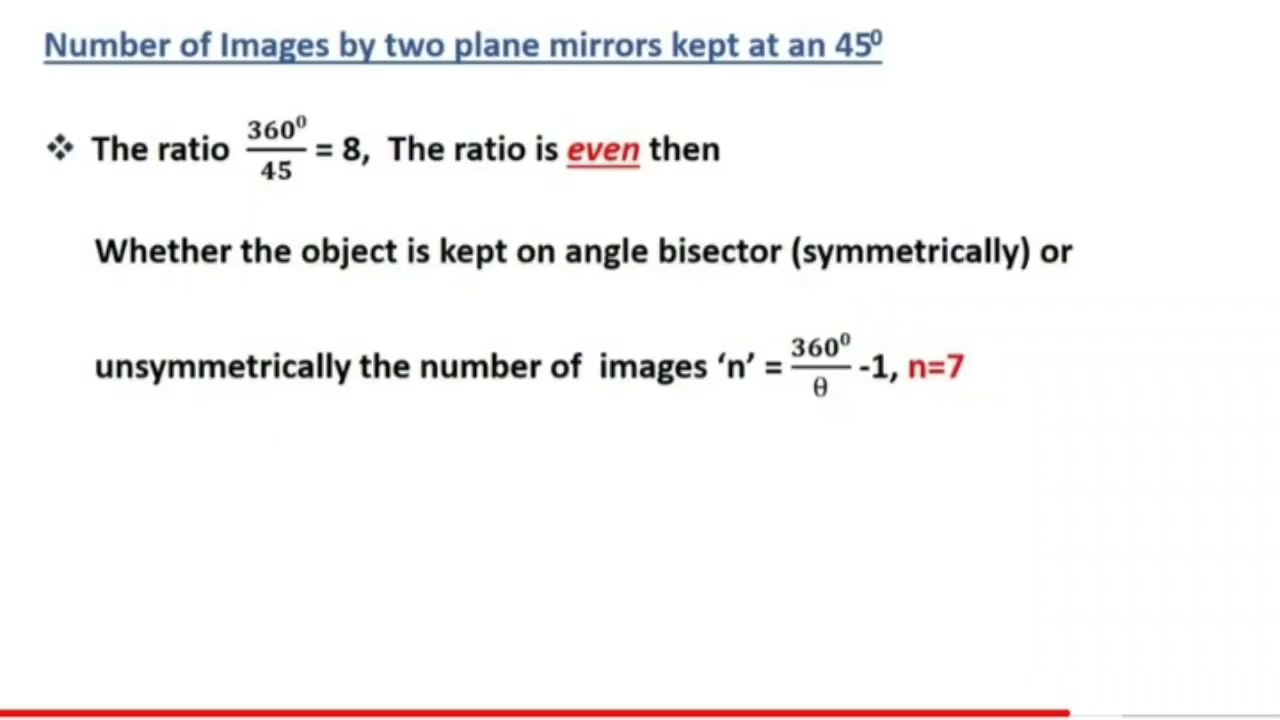 Number of Images by two plane mirrors kept at an 45⁰
❖ The ratio 360⁰/45 = 8, The ratio is even then
Whether the object is kept on angle bisector (symmetrically) or
unsymmetrically the number of images ‘n’ = 360⁰/θ -1, n=7